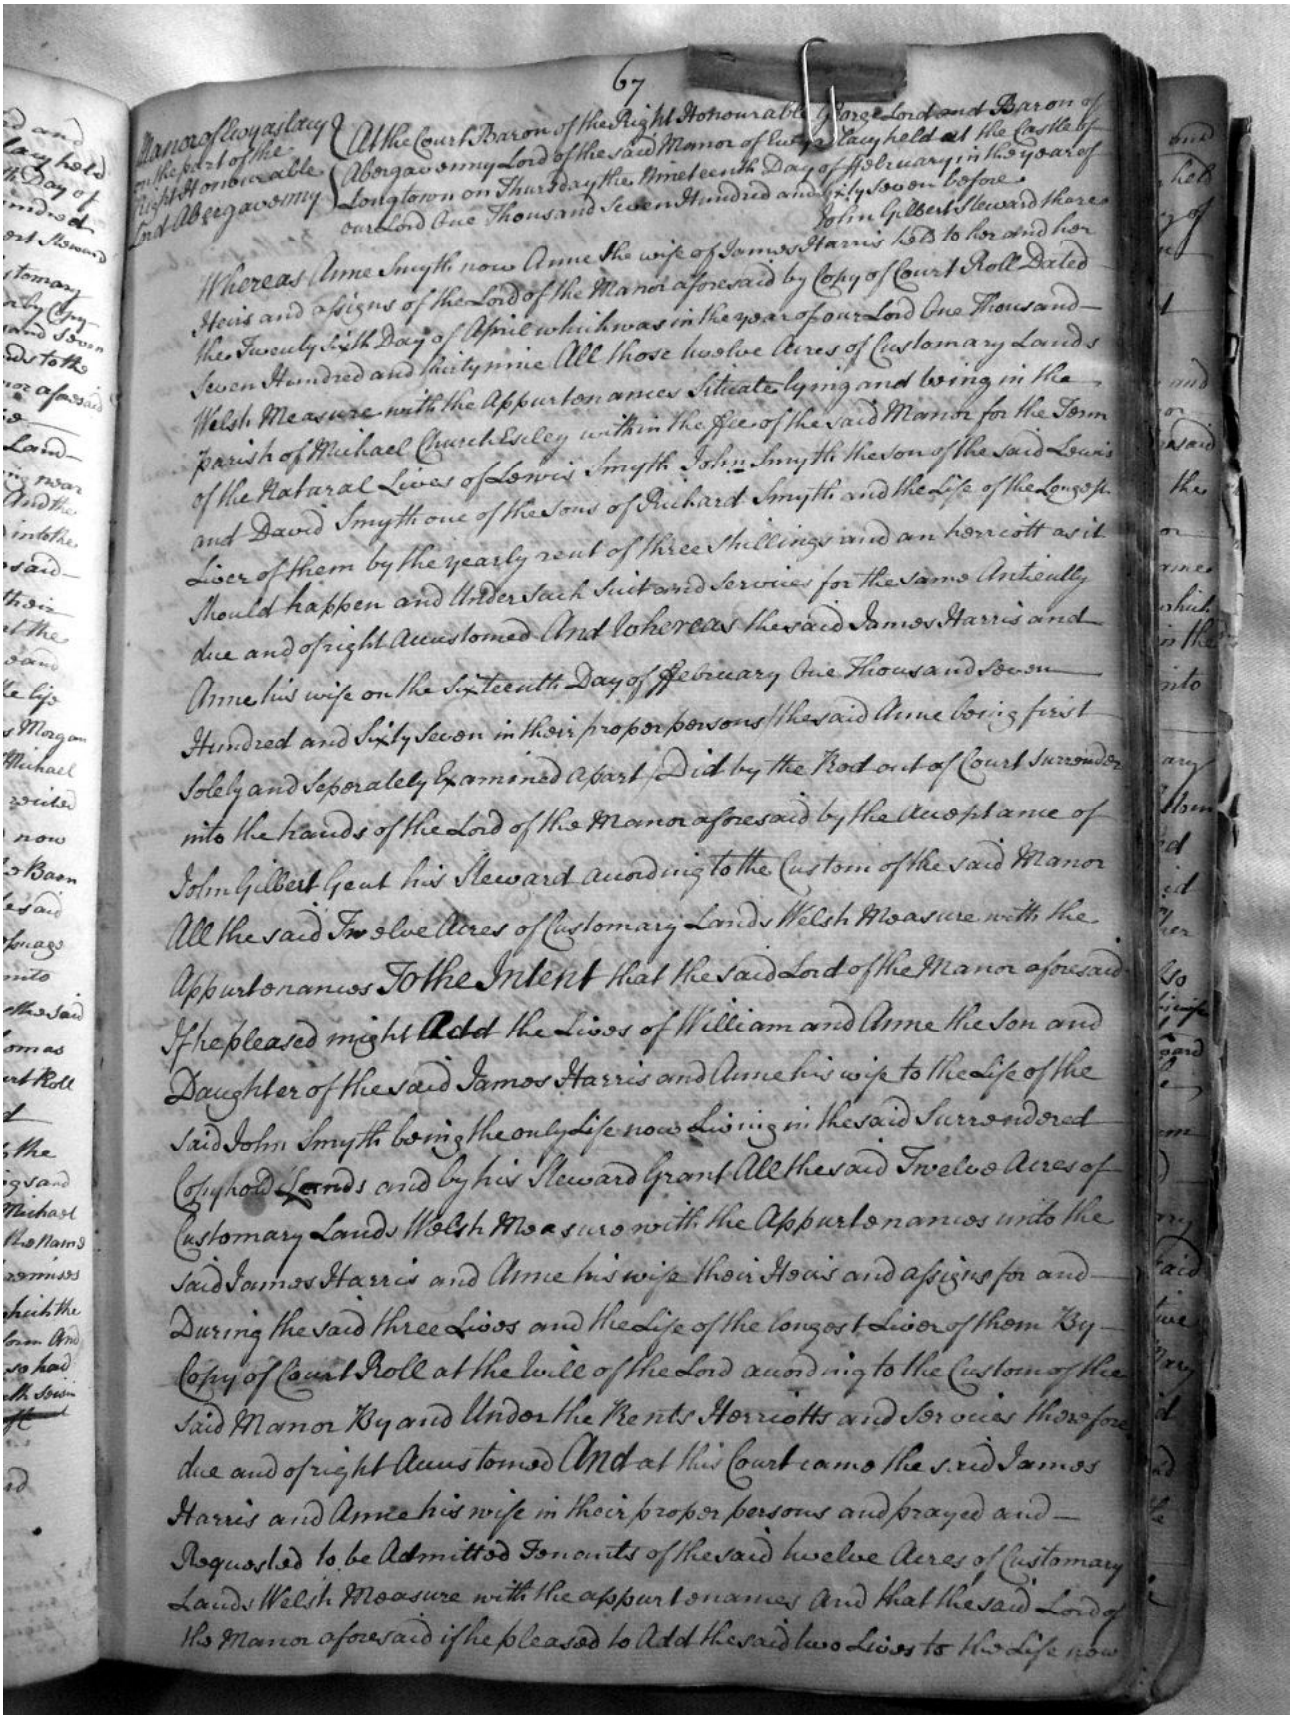 67
Manor of Ewyaslacy
on the part of the
Right Honourable
Lord Abergavenny
At the Court Baron of the Right Honourable George Lord and Baron of
Abergavenny Lord of the said Manor of Ewyaslacy held at the Castle of
Longtown on Thursday the Nineteenth Day of ffebruary in the year of
our Lord One Thousand Seven Hundred and sixty seven before
John Gilbert Steward there
Whereas Anne Smyth now Anne the wife of James Harris held to her and her
Heirs and assigns of the Lord of the Manor aforesaid by Copy of Court Roll Dated
the Twenty Sixth Day of April which was in the year of our Lord One Thousand
Seven Hundred and thirty nine All those twelve Acres of Customary Lands
Welsh Measure with the Appurtenances Situate lying and being in the
parish of Michael Church Escley within the ffee of the said Manor for the Term
of the Natural Lives of Lewis Smyth John Smyth the son of the said Lewis
and David Smyth one of the Sons of Richard Smyth and the Life of the Longest
Liver of them by the yearly rent of three shillings and an herriott as it
should happen and Under such suit and Services for the same Antiently
due and of right Accustomed And Whereas the said James Harris and
Anne his wife on the Sixteenth Day of ffebruary One Thousand Seven
Hundred and Sixty Seven in their proper persons (the said Anne being first
solely and Seperately Examined apart) Did by the Rod out of Court surrender
into the hands of the Lord of the Manor aforesaid by the Acceptance of
John Gilbert Gent his Steward according to the Custom of the said Manor
All the said Twelve Acres of Customary Lands Welsh Measure with the
Appurtenances To the Intent that the said Lord of the Manor aforesaid
If he pleased might Add the Lives of William and Anne the Son and
Daughter of the said James Harris and Anne his wife to the Life of the
said John Smyth being the only Life now Living in the said Surrendered
Copyhold Lands and by his Steward Grant All the said Twelve Acres of
Customary Lands Welsh Measure with the Appurtenances unto the
said James Harris and Anne his wife their Heirs and assigns for and
During the said three Lives and the Life of the longest Liver of them By
Copy of Court Roll at the Will of the Lord according to the Custom of the
said Manor By and Under the Rents Herriotts and Services therefore
due and of right Accustomed And at this Court came the said James
Harris and Anne his wife in their proper persons and prayed and
Requested to be Admitted Tenants of the said twelve Acres of Customary
Lands Welsh Measure with the appurtenances And that the said Lord of
the Manor aforesaid if he pleased to Add the said two Lives to the Life now